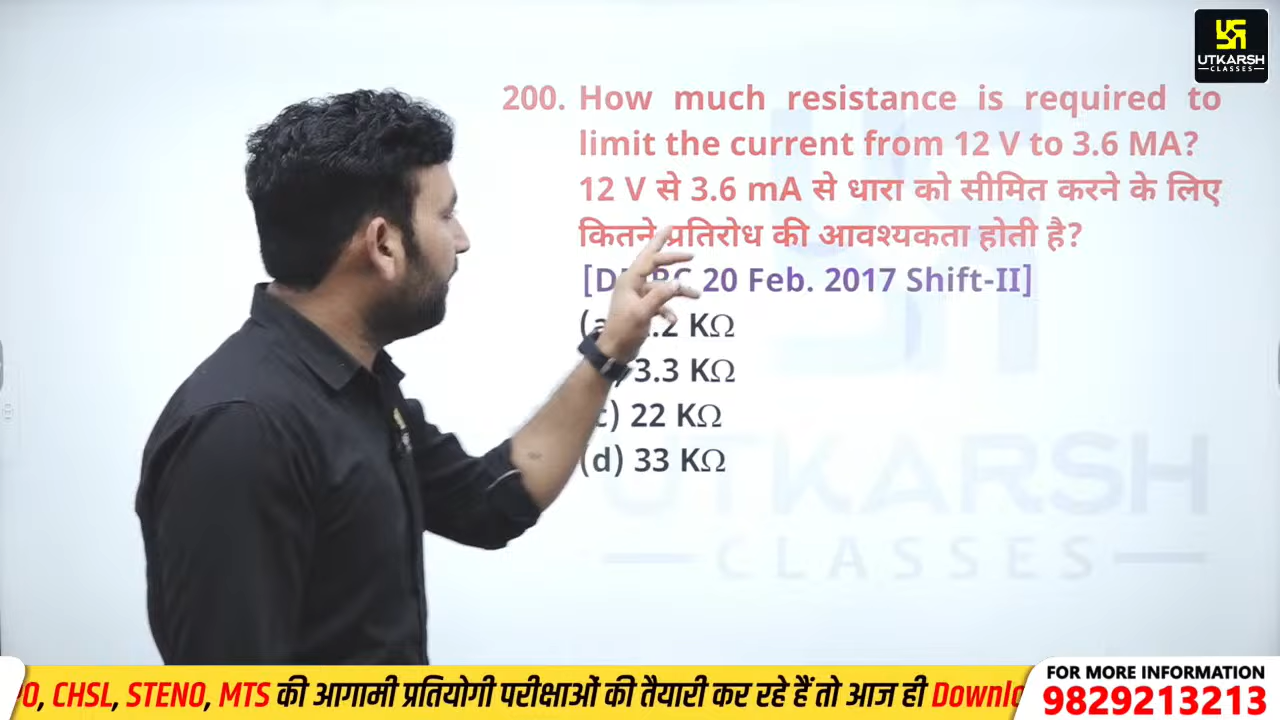 UTKARSH
CLASSES
200. How much resistance is required to
limit the current from 12 V to 3.6 MA?
12 V से 3.6 mA से धारा को सीमित करने के लिए
कितने प्रतिरोध की आवश्यकता होती है?
20 Feb. 2017 Shift-II]
KΩ
3.3 KΩ
22 KΩ
(d) 33 KΩ
UTKARSH
CLASSES
CHSL, STENO, MTS की आगामी प्रतियोगी परीक्षाओं की तैयारी कर रहे हैं तो आज ही
FOR MORE INFORMATION
9829213213